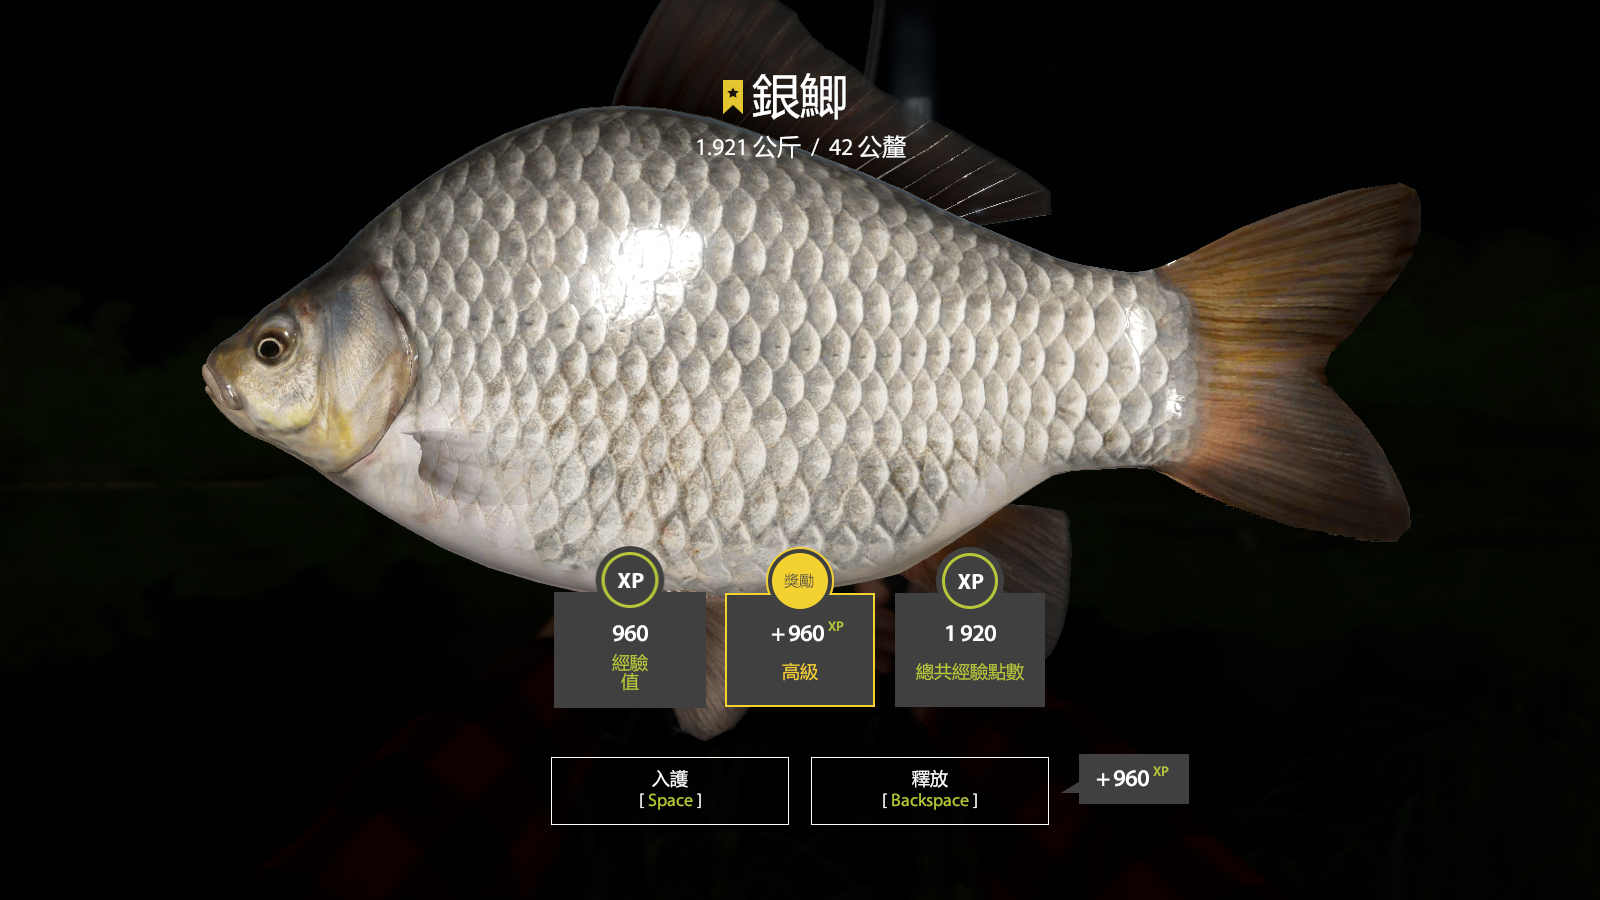 銀鯽
1.921 公斤 / 42 公釐
XP
960
經驗
值
獎勵
+960 XP
高級
XP
1 920
總共經驗點數
入護
[ Space ]
釋放
[ Backspace ]
+960 XP